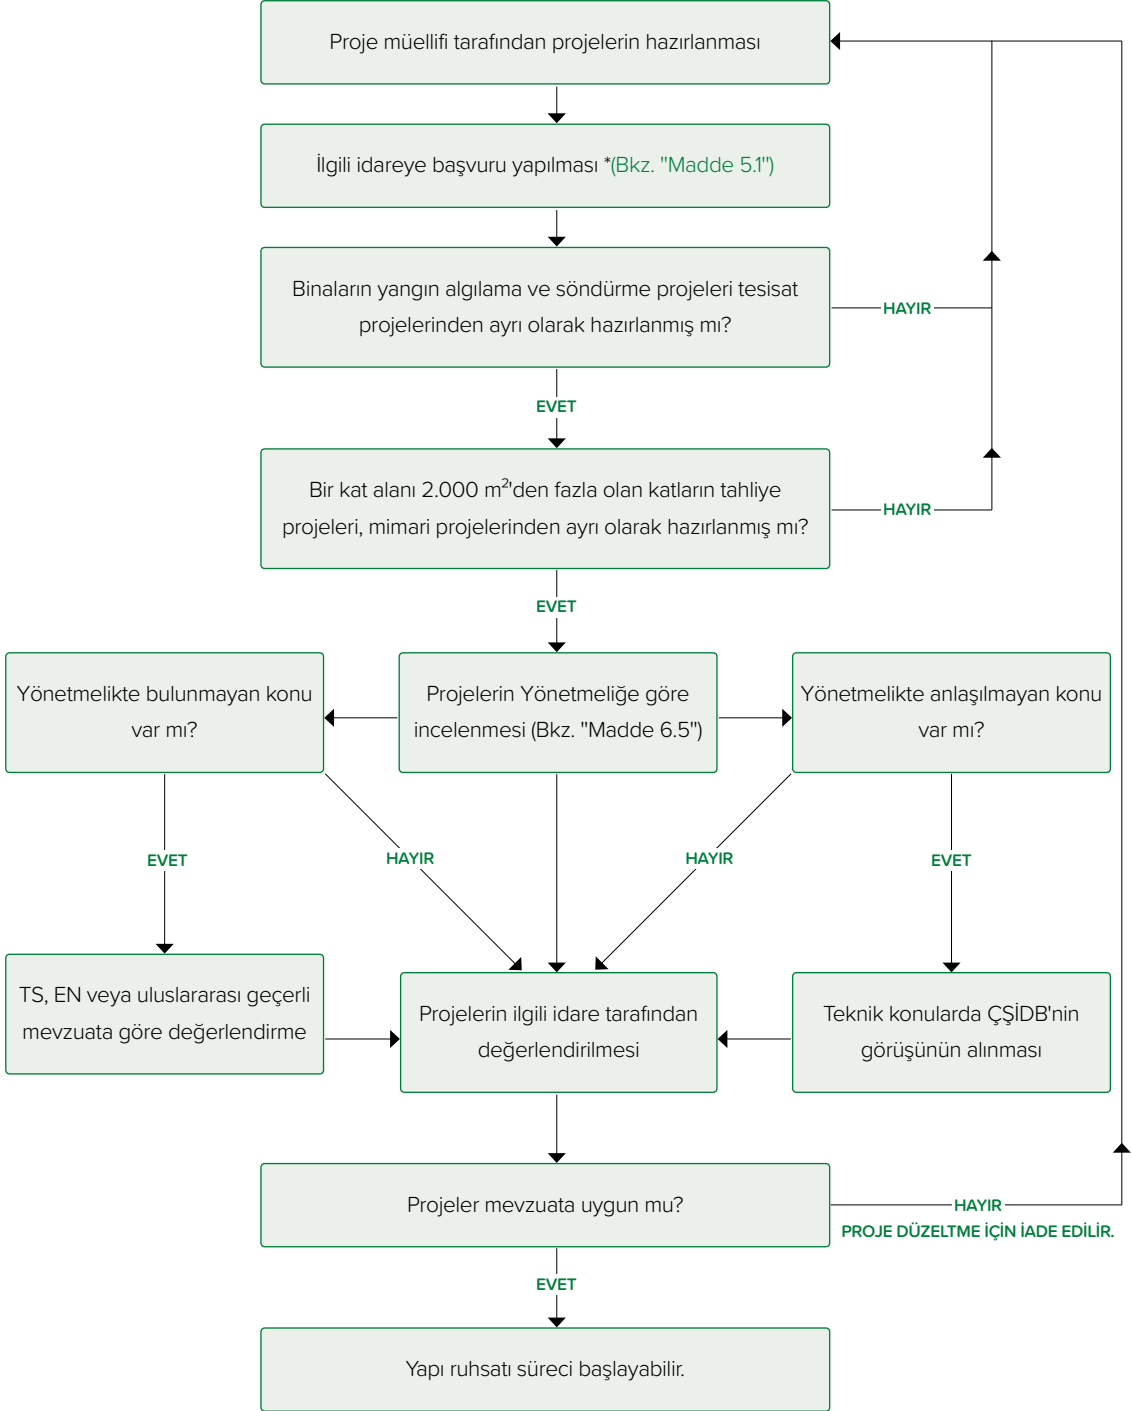 Proje müellifi tarafından projelerin hazırlanması
İlgili idareye başvuru yapılması *(Bkz. "Madde 5.1")
Binaların yangın algılama ve söndürme projeleri tesisat
projelerinden ayrı olarak hazırlanmış mı?
HAYIR
EVET
Bir kat alanı 2.000 m²'den fazla olan katların tahliye
projeleri, mimari projelerinden ayrı olarak hazırlanmış mı?
HAYIR
EVET
Yönetmelikte bulunmayan konu
var mı?
Projelerin Yönetmeliğe göre
incelenmesi (Bkz. "Madde 6.5")
Yönetmelikte anlaşılmayan konu
var mı?
EVET
HAYIR
HAYIR
EVET
TS, EN veya uluslararası geçerli
mevzuata göre değerlendirme
Projelerin ilgili idare tarafından
değerlendirilmesi
Teknik konularda ÇŞİDB'nin
görüşünün alınması
Projeler mevzuata uygun mu?
HAYIR
PROJE DÜZELTME İÇİN İADE EDİLİR.
EVET
Yapı ruhsatı süreci başlayabilir.